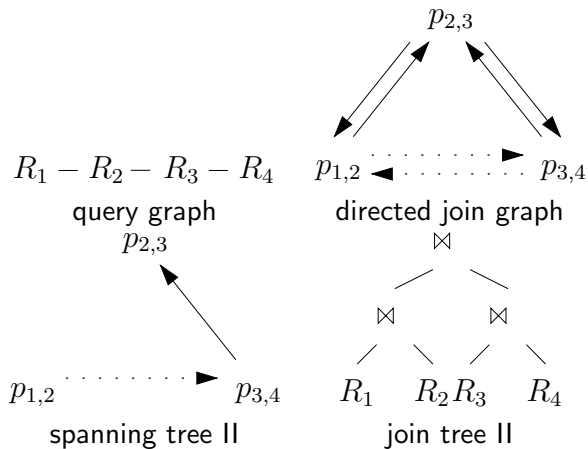 p2,3
p1,2 p3,4
R1 − R2 − R3 − R4
query graph
directed join graph
p2,3
⋈
⋈ ⋈
p1,2 p3,4
R1 R2 R3 R4
spanning tree II
join tree II